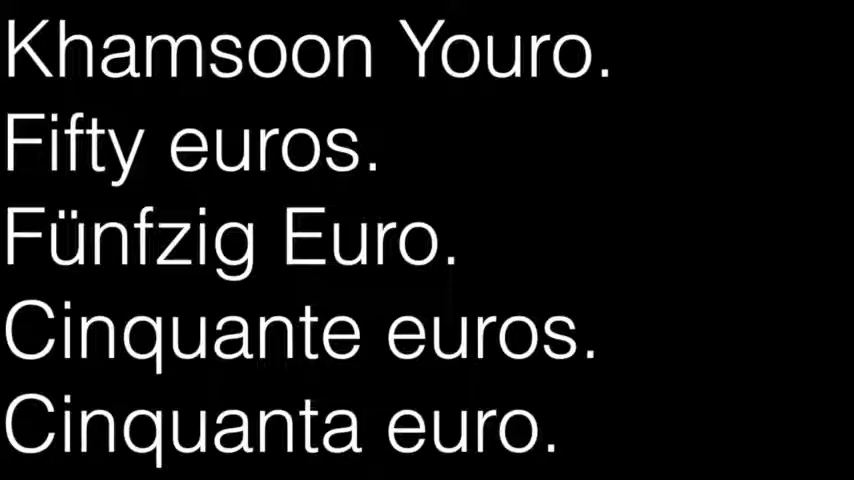 Khamsoon Youro.
Fifty euros.
Fünfzig Euro.
Cinquante euros.
Cinquanta euro.